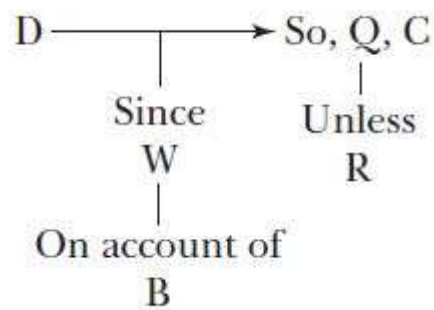 D So, Q, C
Since
W
Unless
R
On account of
B